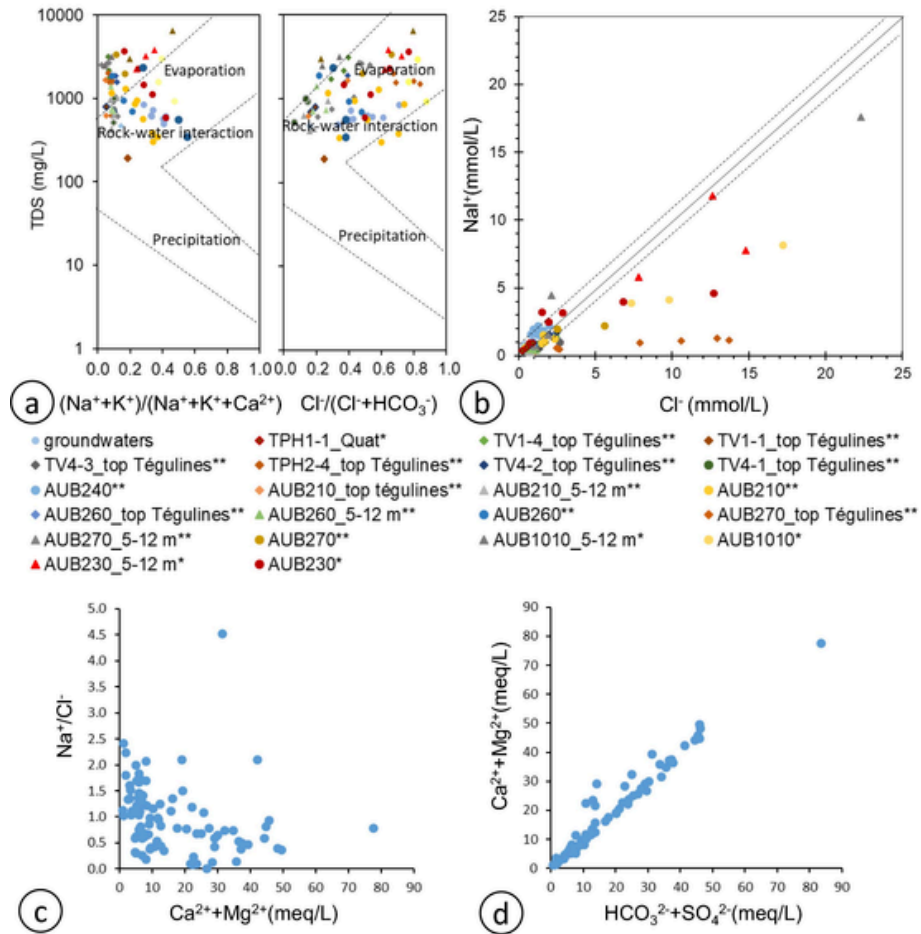 10000
1000
100
10
1
TDS (mg/L)
Evaporation
Rock-water interaction
Precipitation
0.0 0.2 0.4 0.6 0.8 1.0
(Na⁺+K⁺)/(Na⁺+K⁺+Ca²⁺)
Evaporation
Rock-water interaction
Precipitation
0.0 0.2 0.4 0.6 0.8 1.0
Cl⁻/(Cl⁻+HCO₃⁻)
a
25
20
15
10
5
0
NaI⁺(mmol/L)
0 5 10 15 20 25
Cl⁻ (mmol/L)
b
groundwaters TPH1-1_Quat* TV1-4_top Tégulines** TV1-1_top Tégulines**
TV4-3_top Tégulines** TPH2-4_top Tégulines** TV4-2_top Tégulines** TV4-1_top Tégulines**
AUB240** AUB210_top tégulines** AUB210_5-12 m** AUB210**
AUB260_top Tégulines** AUB260_5-12 m** AUB260** AUB270_top Tégulines**
AUB270_5-12 m** AUB270** AUB1010_5-12 m* AUB1010*
AUB230_5-12 m* AUB230*
5.0
4.5
4.0
3.5
3.0
2.5
2.0
1.5
1.0
0.5
0.0
Na⁺/Cl⁻
0 10 20 30 40 50 60 70 80 90
Ca²⁺+Mg²⁺(meq/L)
c
90
80
70
60
50
40
30
20
10
0
Ca²⁺+Mg²⁺(meq/L)
0 10 20 30 40 50 60 70 80 90
HCO₃²⁻+SO₄²⁻(meq/L)
d